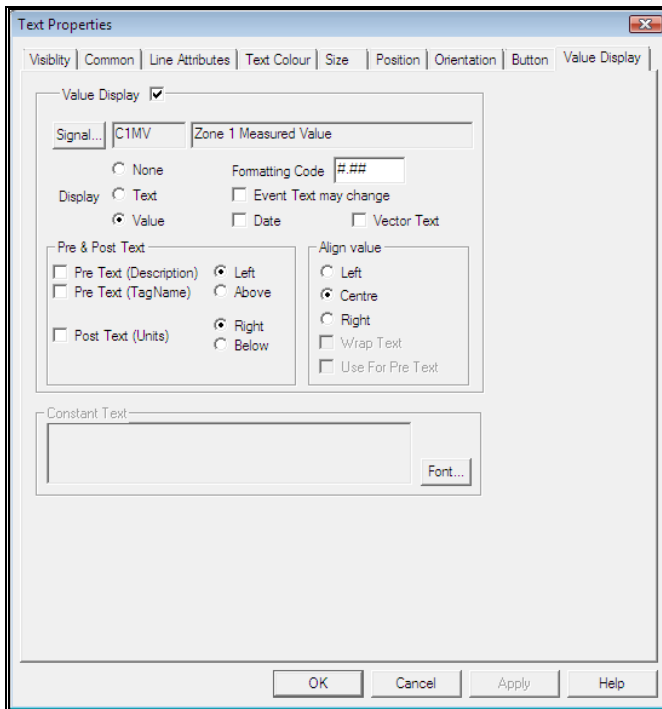 Text Properties
Visiblity Common Line Attributes Text Colour Size Position Orientation Button Value Display
Value Display
Signal... C1MV Zone 1 Measured Value
None Formatting Code #.##
Display Text Event Text may change
Value Date Vector Text
Pre & Post Text Align value
Pre Text (Description) Left Left
Pre Text (TagName) Above Centre
Right Right
Post Text (Units) Below Wrap Text
Use For Pre Text
Constant Text
Font...
OK Cancel Apply Help